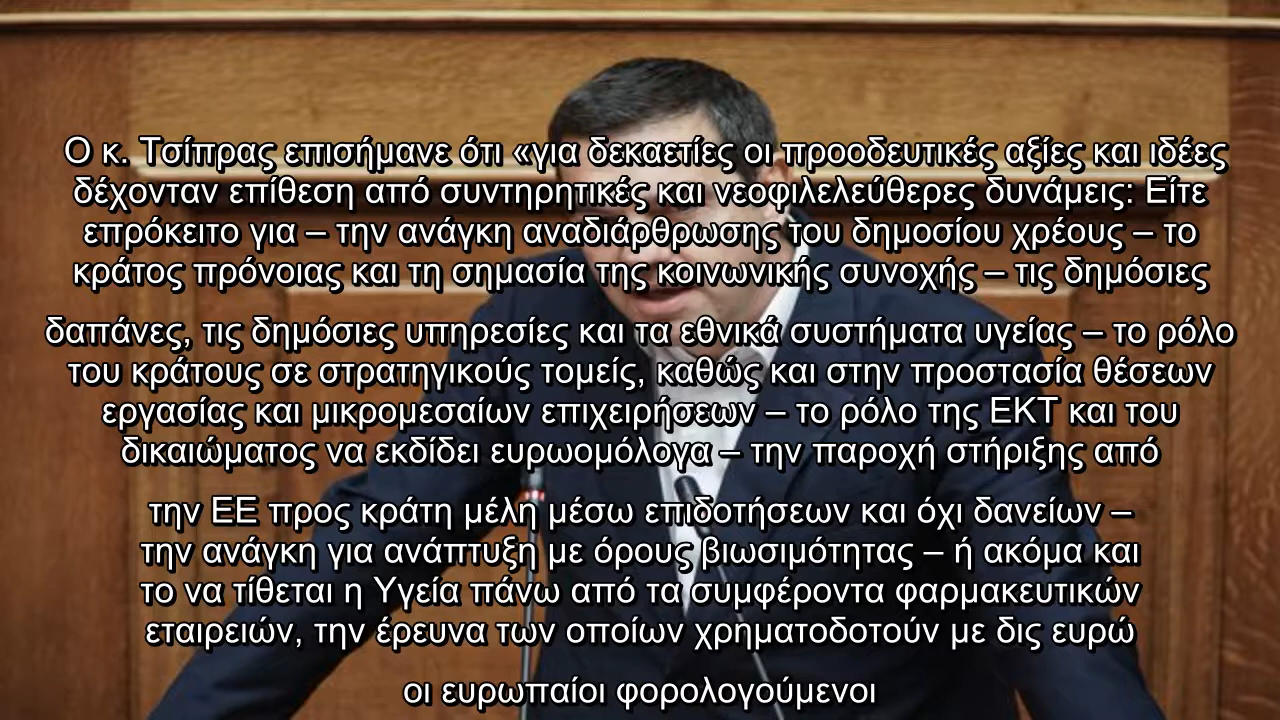 Ο κ. Τσίπρας επισήμανε ότι «για δεκαετίες οι προοδευτικές αξίες και ιδέες
δέχονταν επίθεση από συντηρητικές και νεοφιλελεύθερες δυνάμεις: Είτε
επρόκειτο για – την ανάγκη αναδιάρθρωσης του δημοσίου χρέους – το
κράτος πρόνοιας και τη σημασία της κοινωνικής συνοχής – τις δημόσιες
δαπάνες, τις δημόσιες υπηρεσίες και τα εθνικά συστήματα υγείας – το ρόλο
του κράτους σε στρατηγικούς τομείς, καθώς και στην προστασία θέσεων
εργασίας και μικρομεσαίων επιχειρήσεων – το ρόλο της ΕΚΤ και του
δικαιώματος να εκδίδει ευρωομόλογα – την παροχή στήριξης από
την ΕΕ προς κράτη μέλη μέσω επιδοτήσεων και όχι δανείων –
την ανάγκη για ανάπτυξη με όρους βιωσιμότητας – ή ακόμα και
το να τίθεται η Υγεία πάνω από τα συμφέροντα φαρμακευτικών
εταιρειών, την έρευνα των οποίων χρηματοδοτούν με δις ευρώ
οι ευρωπαίοι φορολογούμενοι